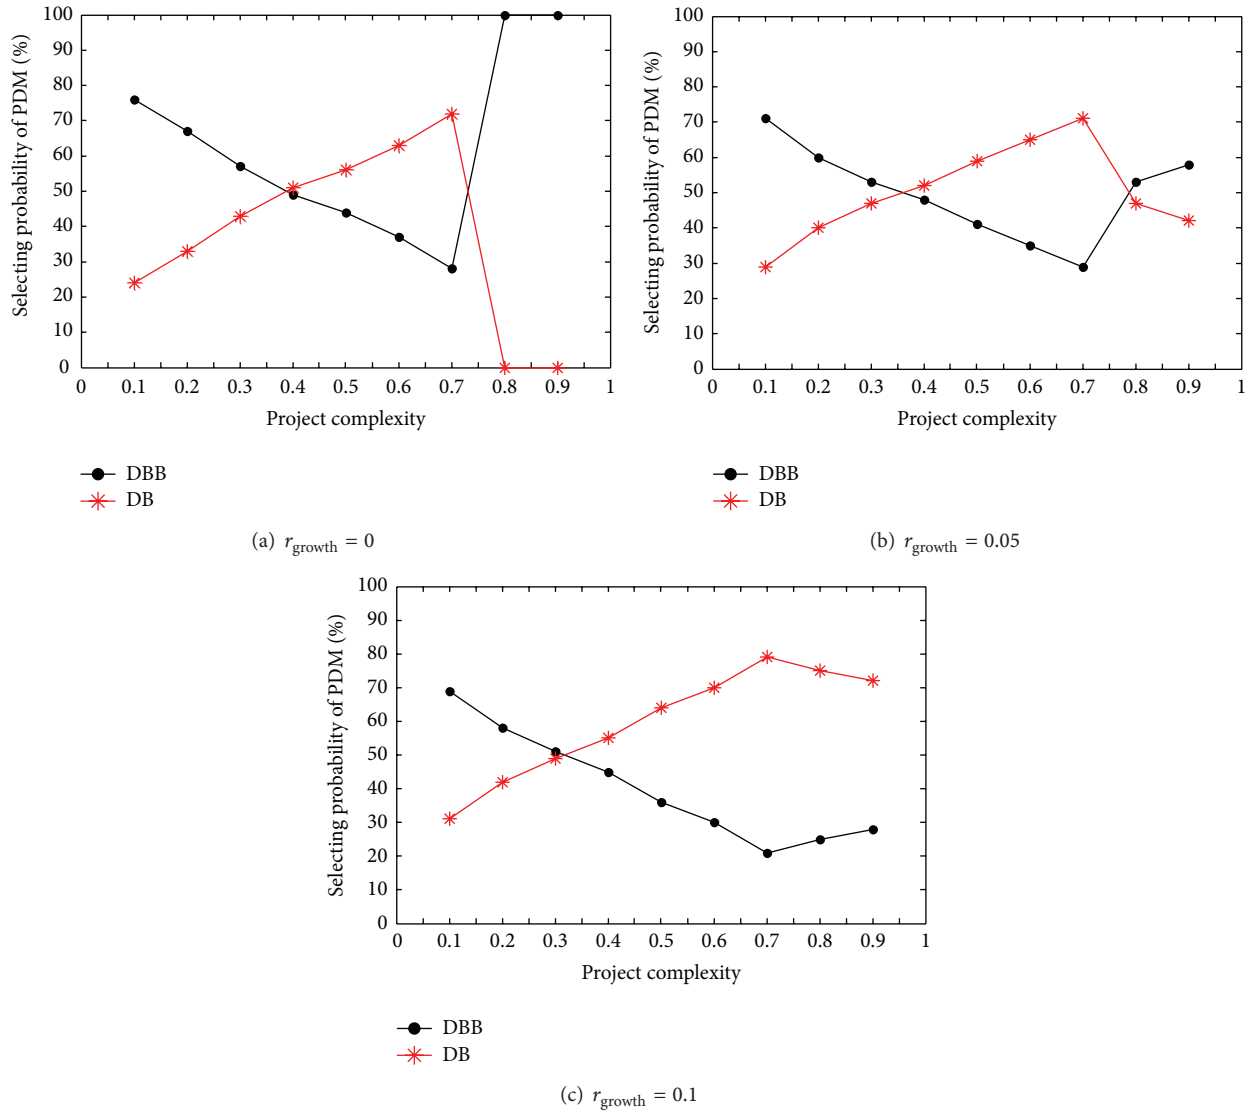 Selecting probability of PDM (%)
100
90
80
70
60
50
40
30
20
10
0
0 0.1 0.2 0.3 0.4 0.5 0.6 0.7 0.8 0.9 1
Project complexity
DBB
DB
(a) r_growth = 0
Selecting probability of PDM (%)
100
90
80
70
60
50
40
30
20
10
0
0 0.1 0.2 0.3 0.4 0.5 0.6 0.7 0.8 0.9 1
Project complexity
DBB
DB
(b) r_growth = 0.05
Selecting probability of PDM (%)
100
90
80
70
60
50
40
30
20
10
0
0 0.1 0.2 0.3 0.4 0.5 0.6 0.7 0.8 0.9 1
Project complexity
DBB
DB
(c) r_growth = 0.1